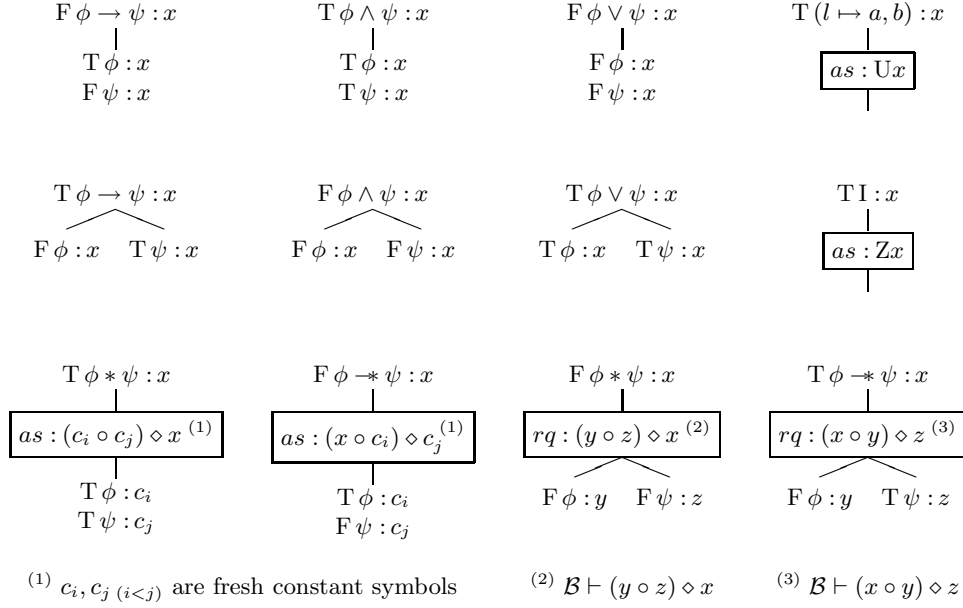 F ϕ → ψ : x T ϕ ∧ ψ : x F ϕ ∨ ψ : x T (l ↦ a, b) : x
T ϕ : x T ϕ : x F ϕ : x as : Ux
F ψ : x T ψ : x F ψ : x
T ϕ → ψ : x F ϕ ∧ ψ : x T ϕ ∨ ψ : x T I : x
F ϕ : x T ψ : x F ϕ : x F ψ : x T ϕ : x T ψ : x as : Zx
T ϕ ∗ ψ : x F ϕ −∗ ψ : x F ϕ ∗ ψ : x T ϕ −∗ ψ : x
as : (c_i ∘ c_j) ⋄ x (1) as : (x ∘ c_i) ⋄ c_j (1) rq : (y ∘ z) ⋄ x (2) rq : (x ∘ y) ⋄ z (3)
T ϕ : c_i T ϕ : c_i F ϕ : y F ψ : z F ϕ : y T ψ : z
T ψ : c_j F ψ : c_j
(1) c_i, c_j (i<j) are fresh constant symbols (2) ℬ ⊢ (y ∘ z) ⋄ x (3) ℬ ⊢ (x ∘ y) ⋄ z